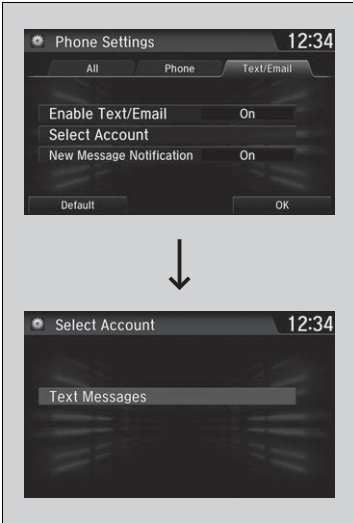 Phone Settings 12:34
All Phone Text/Email
Enable Text/Email On
Select Account
New Message Notification On
Default OK
Select Account 12:34
Text Messages